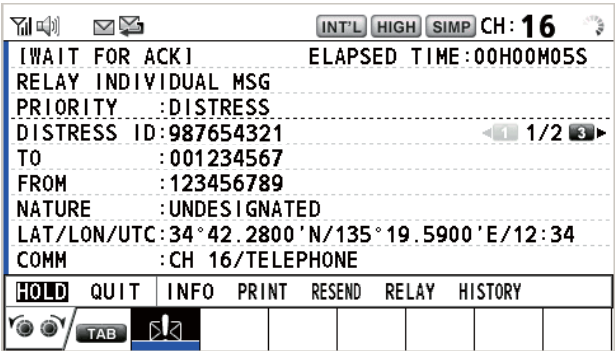 INT'L HIGH SIMP CH: 16
[WAIT FOR ACK] ELAPSED TIME:00H00M05S
RELAY INDIVIDUAL MSG
PRIORITY :DISTRESS
DISTRESS ID:987654321 1 1/2 3
TO :001234567
FROM :123456789
NATURE :UNDESIGNATED
LAT/LON/UTC:34°42.2800'N/135°19.5900'E/12:34
COMM :CH 16/TELEPHONE
HOLD QUIT INFO PRINT RESEND RELAY HISTORY
TAB